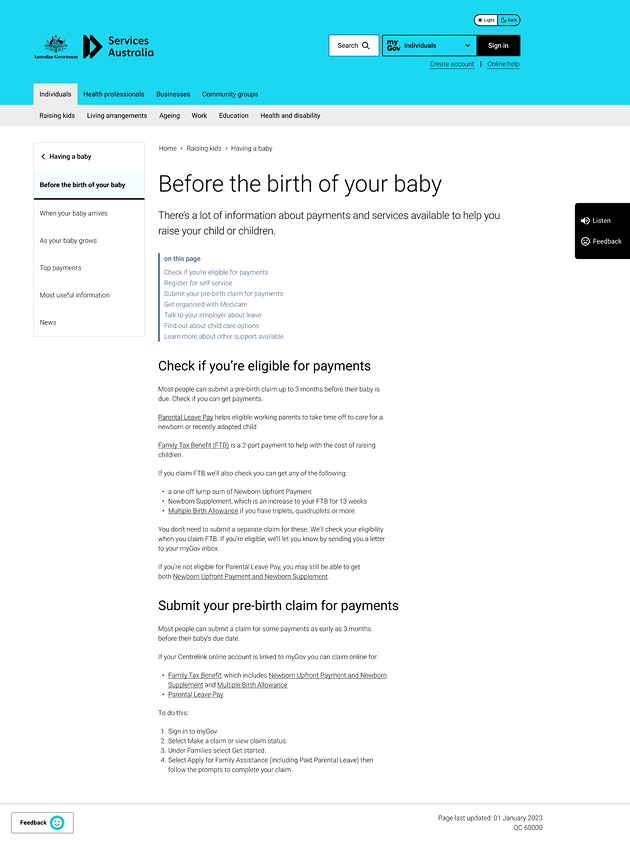 Light Dark
Australian Government
Services
Australia
Search
my
Gov
Individuals
Sign in
Create account | Online help
Individuals Health professionals Businesses Community groups
Raising kids Living arrangements Ageing Work Education Health and disability
Having a baby
Before the birth of your baby
When your baby arrives
As your baby grows
Top payments
Most useful information
News
Home › Raising kids › Having a baby
Before the birth of your baby
There's a lot of information about payments and services available to help you
raise your child or children.
on this page
Check if you're eligible for payments
Register for self service
Submit your pre-birth claim for payments
Get organised with Medicare
Talk to your employer about leave
Find out about child care options
Learn more about other support available
Listen
Feedback
Check if you're eligible for payments
Most people can submit a pre-birth claim up to 3 months before their baby is
due. Check if you can get payments.
Parental Leave Pay helps eligible working parents to take time off to care for a
newborn or recently adopted child.
Family Tax Benefit (FTB) is a 2-part payment to help with the cost of raising
children.
If you claim FTB we'll also check you can get any of the following:
• a one-off lump sum of Newborn Upfront Payment
• Newborn Supplement, which is an increase to your FTB for 13 weeks
• Multiple Birth Allowance if you have triplets, quadruplets or more.
You don't need to submit a separate claim for these. We'll check your eligibility
when you claim FTB. If you're eligible, we'll let you know by sending you a letter
to your myGov inbox.
If you're not eligible for Parental Leave Pay, you may still be able to get
both Newborn Upfront Payment and Newborn Supplement.
Submit your pre-birth claim for payments
Most people can submit a claim for some payments as early as 3 months
before their baby's due date.
If your Centrelink online account is linked to myGov you can claim online for:
• Family Tax Benefit, which includes Newborn Upfront Payment and Newborn
Supplement and Multiple Birth Allowance
• Parental Leave Pay.
To do this:
1. Sign in to myGov.
2. Select Make a claim or view claim status.
3. Under Families select Get started.
4. Select Apply for Family Assistance (including Paid Parental Leave) then
follow the prompts to complete your claim.
Feedback
Page last updated: 01 January 2023
QC 60000